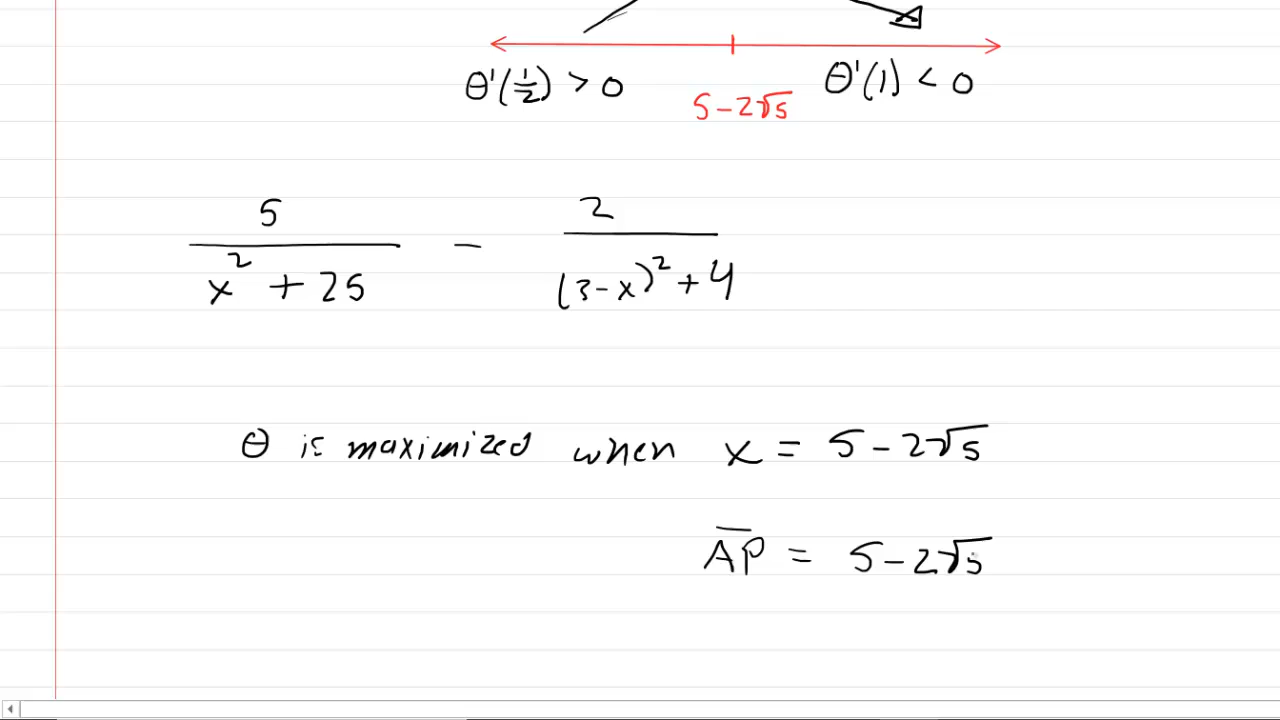 θ'(1/2) > 0
θ'(1) < 0
5 - 2√5
5/(x² + 25) - 2/((3-x)² + 4)
θ is maximized when x = 5 - 2√5
A̅P̅ = 5 - 2√5